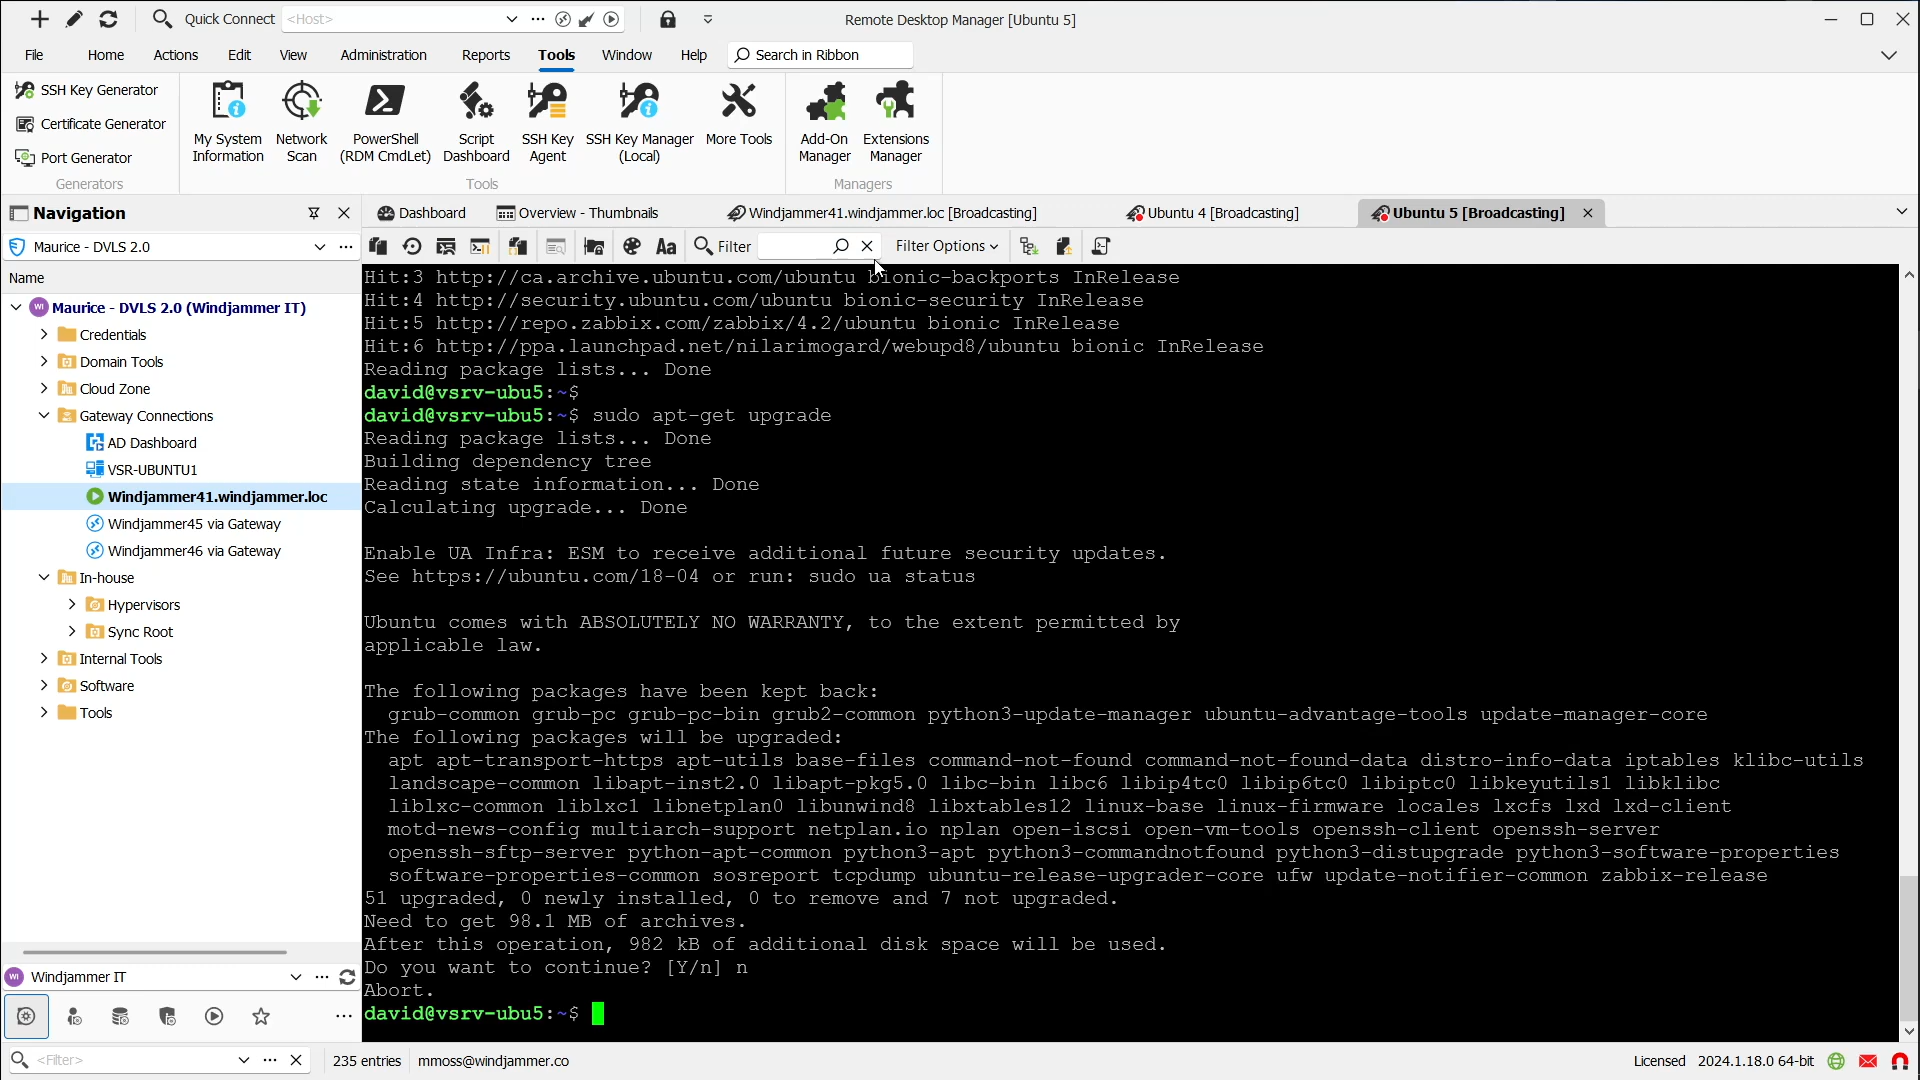 Quick Connect
<Host>
Remote Desktop Manager [Ubuntu 5]
File
Home
Actions
Edit
View
Administration
Reports
Tools
Window
Help
Search in Ribbon
SSH Key Generator
Certificate Generator
Port Generator
Generators
My System
Information
Network
Scan
PowerShell
(RDM CmdLet)
Script
Dashboard
SSH Key
Agent
SSH Key Manager
(Local)
More Tools
Tools
Add-On
Manager
Extensions
Manager
Managers
Navigation
Dashboard
Overview - Thumbnails
Windjammer41.windjammer.loc [Broadcasting]
Ubuntu 4 [Broadcasting]
Ubuntu 5 [Broadcasting]
Maurice - DVLS 2.0
Aa
Filter
Filter Options
Name
WI Maurice - DVLS 2.0 (Windjammer IT)
Credentials
Domain Tools
Cloud Zone
Gateway Connections
AD Dashboard
VSR-UBUNTU1
Windjammer41.windjammer.loc
Windjammer45 via Gateway
Windjammer46 via Gateway
In-house
Hypervisors
Sync Root
Internal Tools
Software
Tools
Hit:3 http://ca.archive.ubuntu.com/ubuntu bionic-backports InRelease
Hit:4 http://security.ubuntu.com/ubuntu bionic-security InRelease
Hit:5 http://repo.zabbix.com/zabbix/4.2/ubuntu bionic InRelease
Hit:6 http://ppa.launchpad.net/nilarimogard/webupd8/ubuntu bionic InRelease
Reading package lists... Done
david@vsrv-ubu5:~$
david@vsrv-ubu5:~$ sudo apt-get upgrade
Reading package lists... Done
Building dependency tree
Reading state information... Done
Calculating upgrade... Done
Enable UA Infra: ESM to receive additional future security updates.
See https://ubuntu.com/18-04 or run: sudo ua status
Ubuntu comes with ABSOLUTELY NO WARRANTY, to the extent permitted by
applicable law.
The following packages have been kept back:
grub-common grub-pc grub-pc-bin grub2-common python3-update-manager ubuntu-advantage-tools update-manager-core
The following packages will be upgraded:
apt apt-transport-https apt-utils base-files command-not-found command-not-found-data distro-info-data iptables klibc-utils
landscape-common libapt-inst2.0 libapt-pkg5.0 libc-bin libc6 libip4tc0 libip6tc0 libiptc0 libkeyutils1 libklibc
liblxc-common liblxc1 libnetplan0 libunwind8 libxtables12 linux-base linux-firmware locales lxcfs lxd lxd-client
motd-news-config multiarch-support netplan.io nplan open-iscsi open-vm-tools openssh-client openssh-server
openssh-sftp-server python-apt-common python3-apt python3-commandnotfound python3-distupgrade python3-software-properties
software-properties-common sosreport tcpdump ubuntu-release-upgrader-core ufw update-notifier-common zabbix-release
51 upgraded, 0 newly installed, 0 to remove and 7 not upgraded.
Need to get 98.1 MB of archives.
After this operation, 982 kB of additional disk space will be used.
Do you want to continue? [Y/n] n
Abort.
david@vsrv-ubu5:~$
WI Windjammer IT
<Filter>
235 entries
mmoss@windjammer.co
Licensed
2024.1.18.0 64-bit